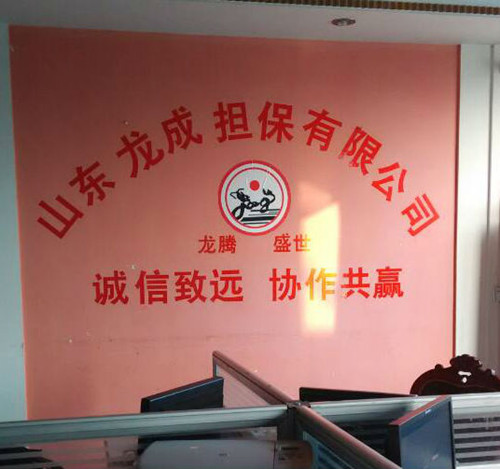 山东龙成担保有限公司
龙腾 盛世
诚信致远 协作共赢